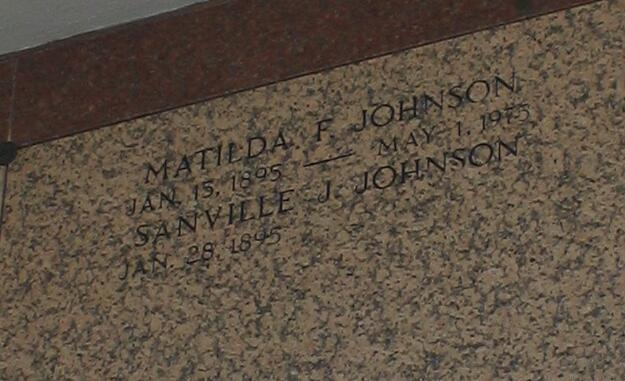 MATILDA F. JOHNSON
JAN. 15, 1895 — MAY 1, 1975
SANVILLE J. JOHNSON
JAN. 28, 1895